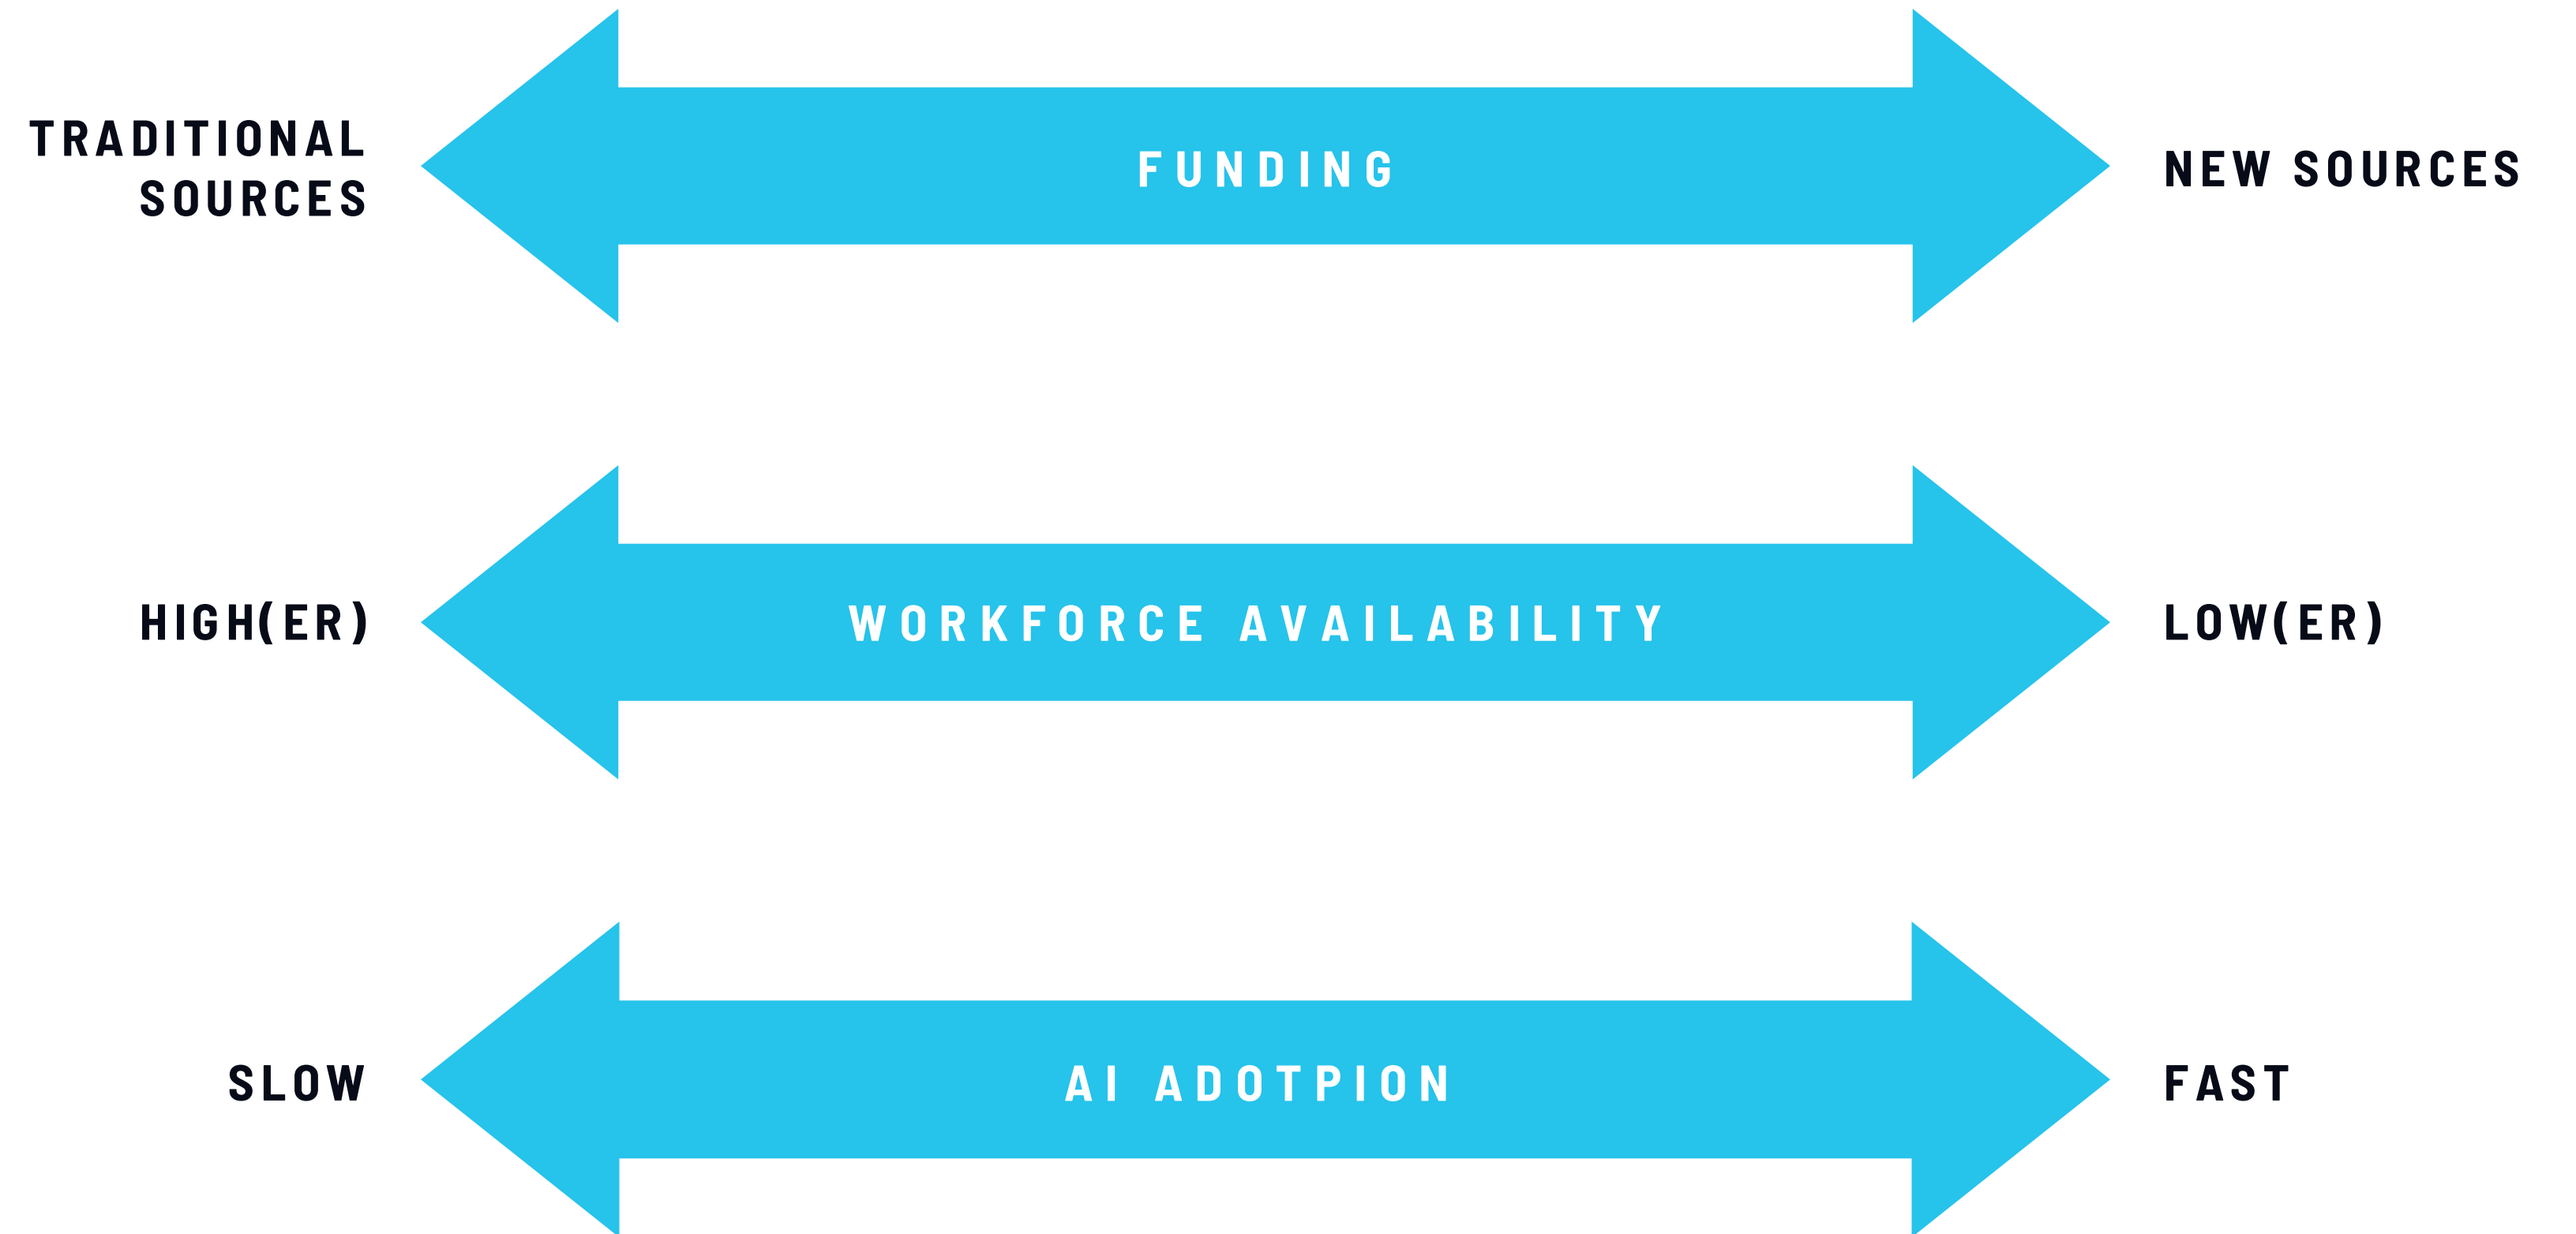 TRADITIONAL
SOURCES
FUNDING
NEW SOURCES
HIGH(ER)
WORKFORCE AVAILABILITY
LOW(ER)
SLOW
AI ADOTPION
FAST